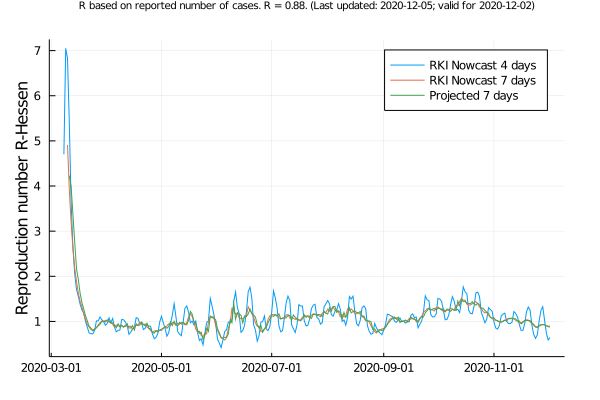 R based on reported number of cases. R = 0.88. (Last updated: 2020-12-05; valid for 2020-12-02)
RKI Nowcast 4 days
RKI Nowcast 7 days
Projected 7 days
Reproduction number R-Hessen
7
6
5
4
3
2
1
2020-03-01 2020-05-01 2020-07-01 2020-09-01 2020-11-01